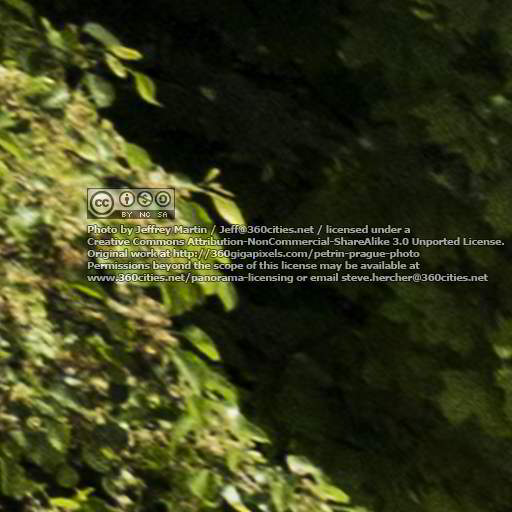 cc BY NC SA
Photo by Jeffrey Martin / Jeff@360cities.net / licensed under a
Creative Commons Attribution-NonCommercial-ShareAlike 3.0 Unported License.
Original work at http://360gigapixels.com/petrin-prague-photo
Permissions beyond the scope of this license may be available at
www.360cities.net/panorama-licensing or email steve.hercher@360cities.net